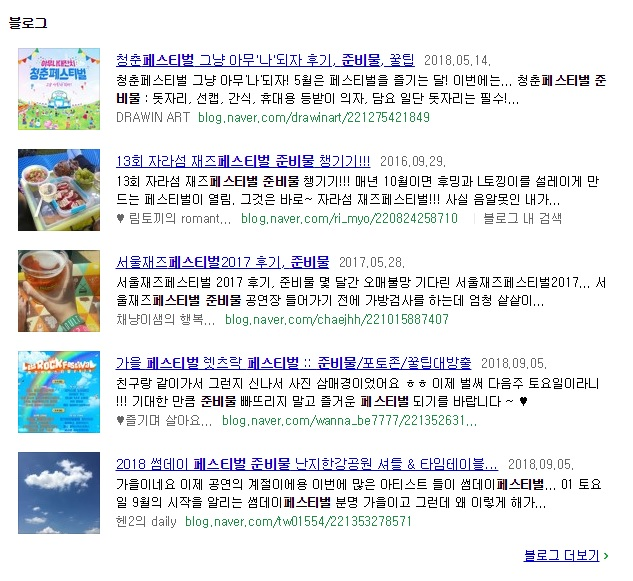 블로그
청춘페스티벌 그냥 아무'나'되자 후기, 준비물, 꿀팁 2018.05.14.
청춘페스티벌 그냥 아무'나'되자! 5월은 페스티벌을 즐기는 달! 이번에는... 청춘페스티벌 준
비물 : 돗자리, 선캡, 간식, 휴대용 등받이 의자, 담요 일단 돗자리는 필수!...
DRAWIN ART blog.naver.com/drawinart/221275421849
13회 자라섬 재즈페스티벌 준비물 챙기기!!! 2016.09.29.
13회 자라섬 재즈페스티벌 준비물 챙기기!!! 매년 10월이면 후밍과 L토낑이를 설레이게 만
드는 페스티벌이 열림, 그것은 바로~ 자라섬 재즈페스티벌!!! 사실 음알못인 내가...
♥ 림토끼의 romant... blog.naver.com/ri_myo/220824258710 | 블로그 내 검색
서울재즈페스티벌2017 후기, 준비물 2017.05.28.
서울재즈페스티벌 2017 후기, 준비물 몇 달간 오매불망 기다린 서울재즈페스티벌2017... 서
울재즈페스티벌 준비물 공연장 들어가기 전에 가방검사를 하는데 엄청 샅샅이...
채냥이샘의 행복... blog.naver.com/chaejhh/221015887407
가을 페스티벌 렛츠락 페스티벌 :: 준비물/포토존/꿀팁대방출 2018.09.05.
친구랑 같이가서 그런지 신나서 사진 삼매경이었어요 ㅎㅎ 이제 벌써 다음주 토요일이라니
!!! 기대한 만큼 준비물 빠뜨리지 말고 즐거운 페스티벌 되기를 바랍니다 ~ ♥
♥즐기며 살아요... blog.naver.com/wanna_be7777/221352631...
2018 썸데이 페스티벌 준비물 난지한강공원 셔틀 & 타임테이블... 2018.09.05.
가을이네요 이제 공연의 계절이에용 이번에 많은 아티스트 들이 썸데이페스티벌... 01 토요
일 9월의 시작을 알리는 썸데이페스티벌 분명 가을이고 그런데 왜 이렇게 해가...
헨2의 daily blog.naver.com/tw01554/221353278571
블로그 더보기 >
청춘페스티벌
ROCK FESTIVAL